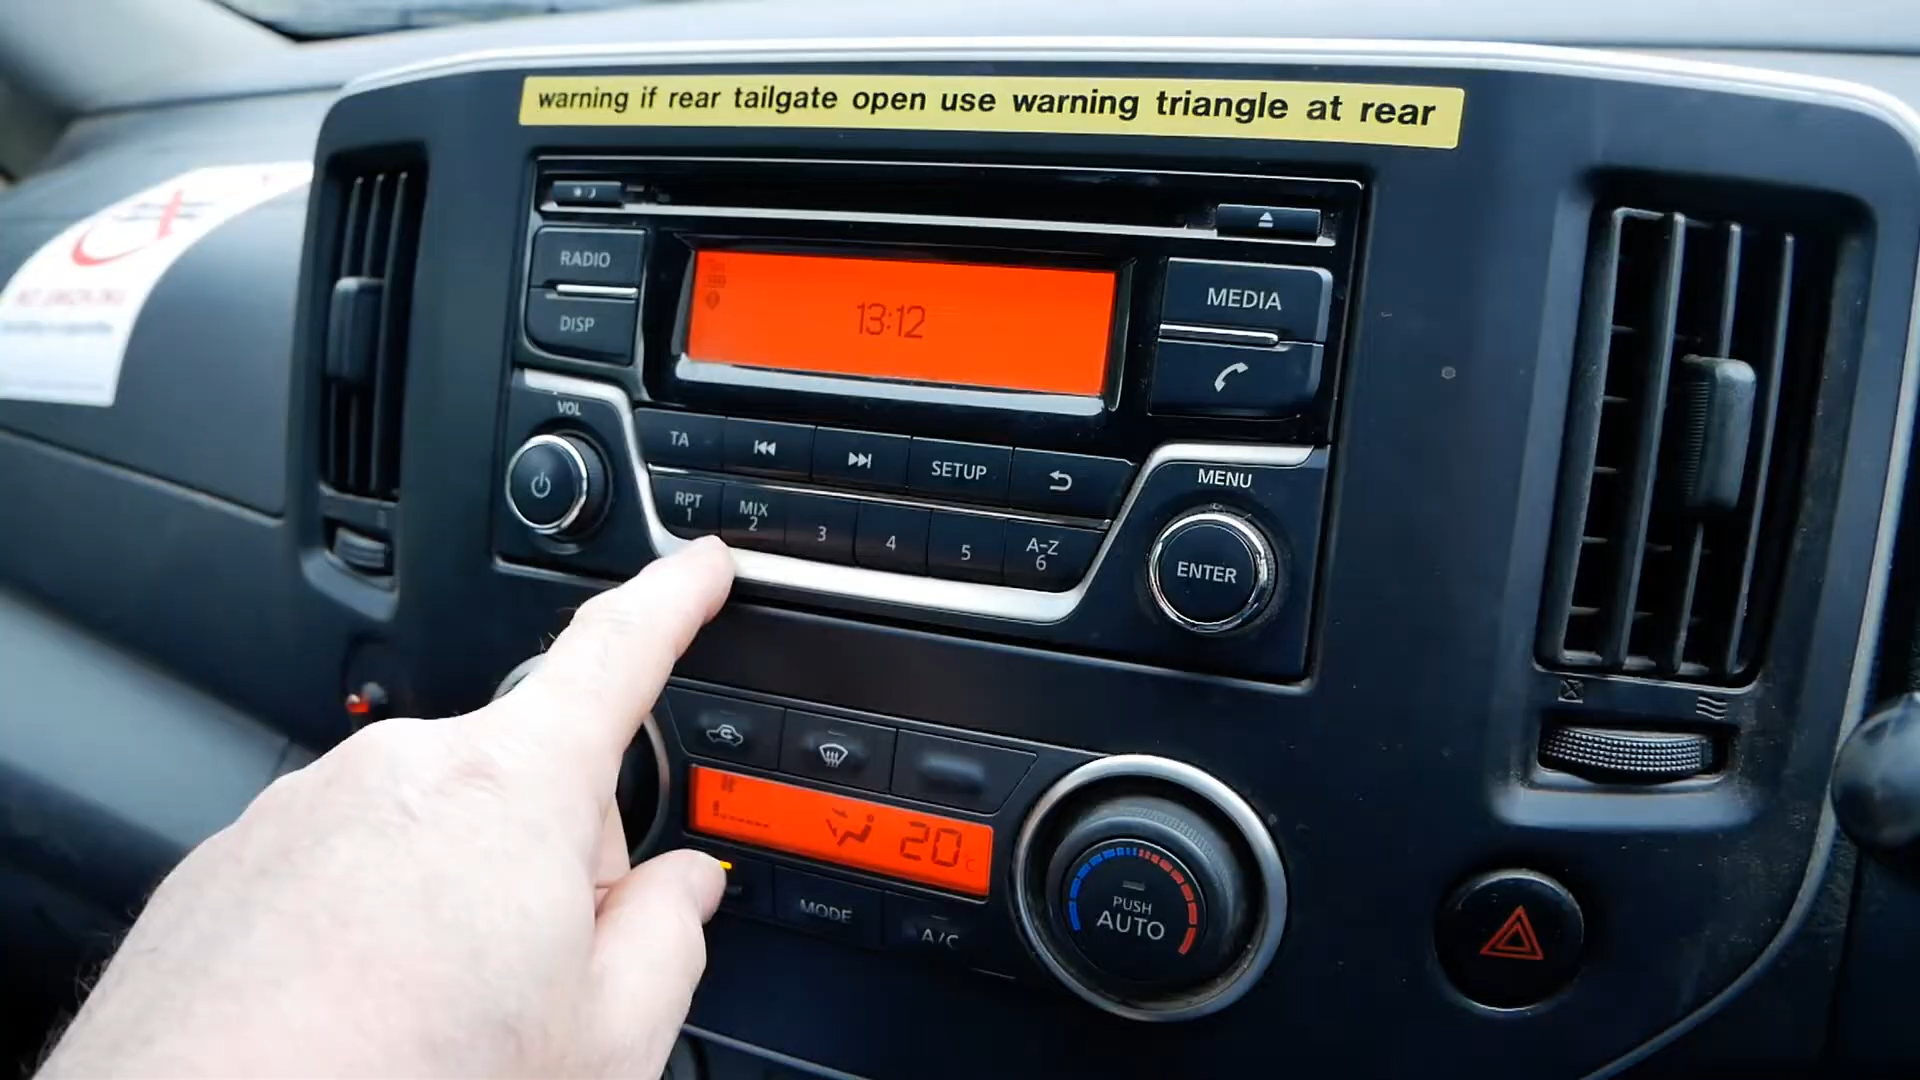 warning if rear tailgate open use warning triangle at rear
RADIO
DISP
13:12
MEDIA
VOL
TA
SETUP
MENU
RPT
1
MIX
2
3
4
5
A-Z
6
ENTER
20
MODE
A/C
PUSH
AUTO